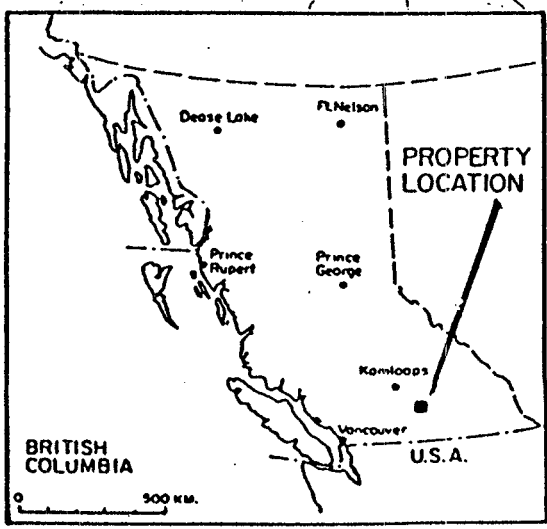 Dease Lake
Ft.Nelson
PROPERTY
LOCATION
Prince
Rupert
Prince
George
Kamloops
Vancouver
BRITISH
COLUMBIA
U.S.A.
0 500 KM.